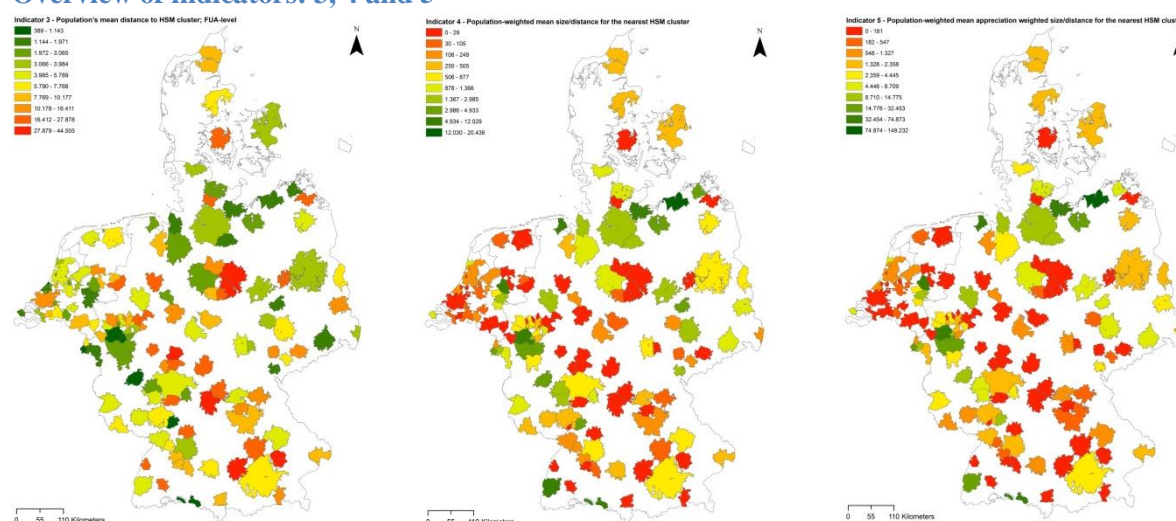 Overview of indicators: 3, 4 and 5
Indicator 3 - Population's mean distance to HSM cluster; FUA-level
389 - 1.143
1.144 - 1.971
1.972 - 3.065
3.066 - 3.984
3.985 - 5.789
5.790 - 7.768
7.769 - 10.177
10.178 - 16.411
16.412 - 27.878
27.879 - 44.505
N
0 55 110 Kilometers
Indicator 4 - Population-weighted mean size/distance for the nearest HSM cluster
0 - 29
30 - 105
106 - 249
250 - 505
506 - 877
878 - 1.366
1.367 - 2.985
2.986 - 4.933
4.934 - 12.029
12.030 - 20.436
N
0 55 110 Kilometers
Indicator 5 - Population-weighted mean appreciation weighted size/distance for the nearest HSM clust
0 - 181
182 - 547
548 - 1.327
1.328 - 2.358
2.359 - 4.445
4.446 - 8.709
8.710 - 14.775
14.776 - 32.453
32.454 - 74.873
74.874 - 149.232
0 55 110 Kilometers